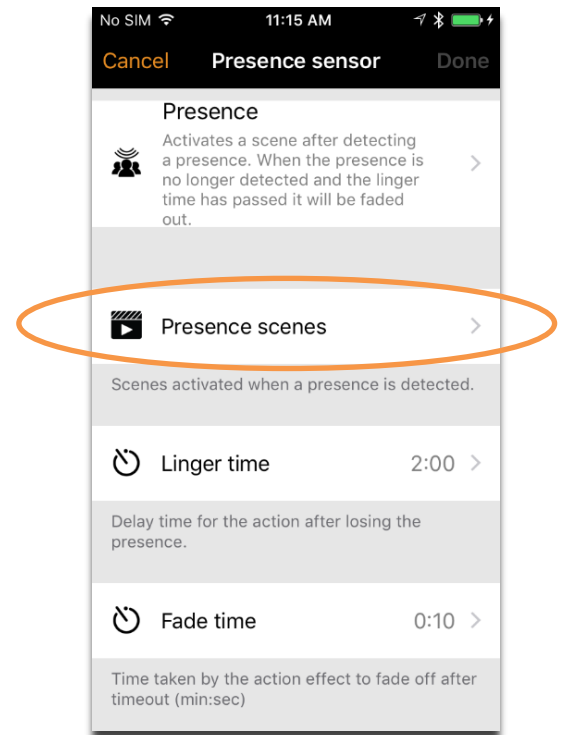 No SIM 11:15 AM
Cancel Presence sensor Done
Presence
Activates a scene after detecting
a presence. When the presence is
no longer detected and the linger
time has passed it will be faded
out.
Presence scenes
Scenes activated when a presence is detected.
Linger time 2:00
Delay time for the action after losing the
presence.
Fade time 0:10
Time taken by the action effect to fade off after
timeout (min:sec)